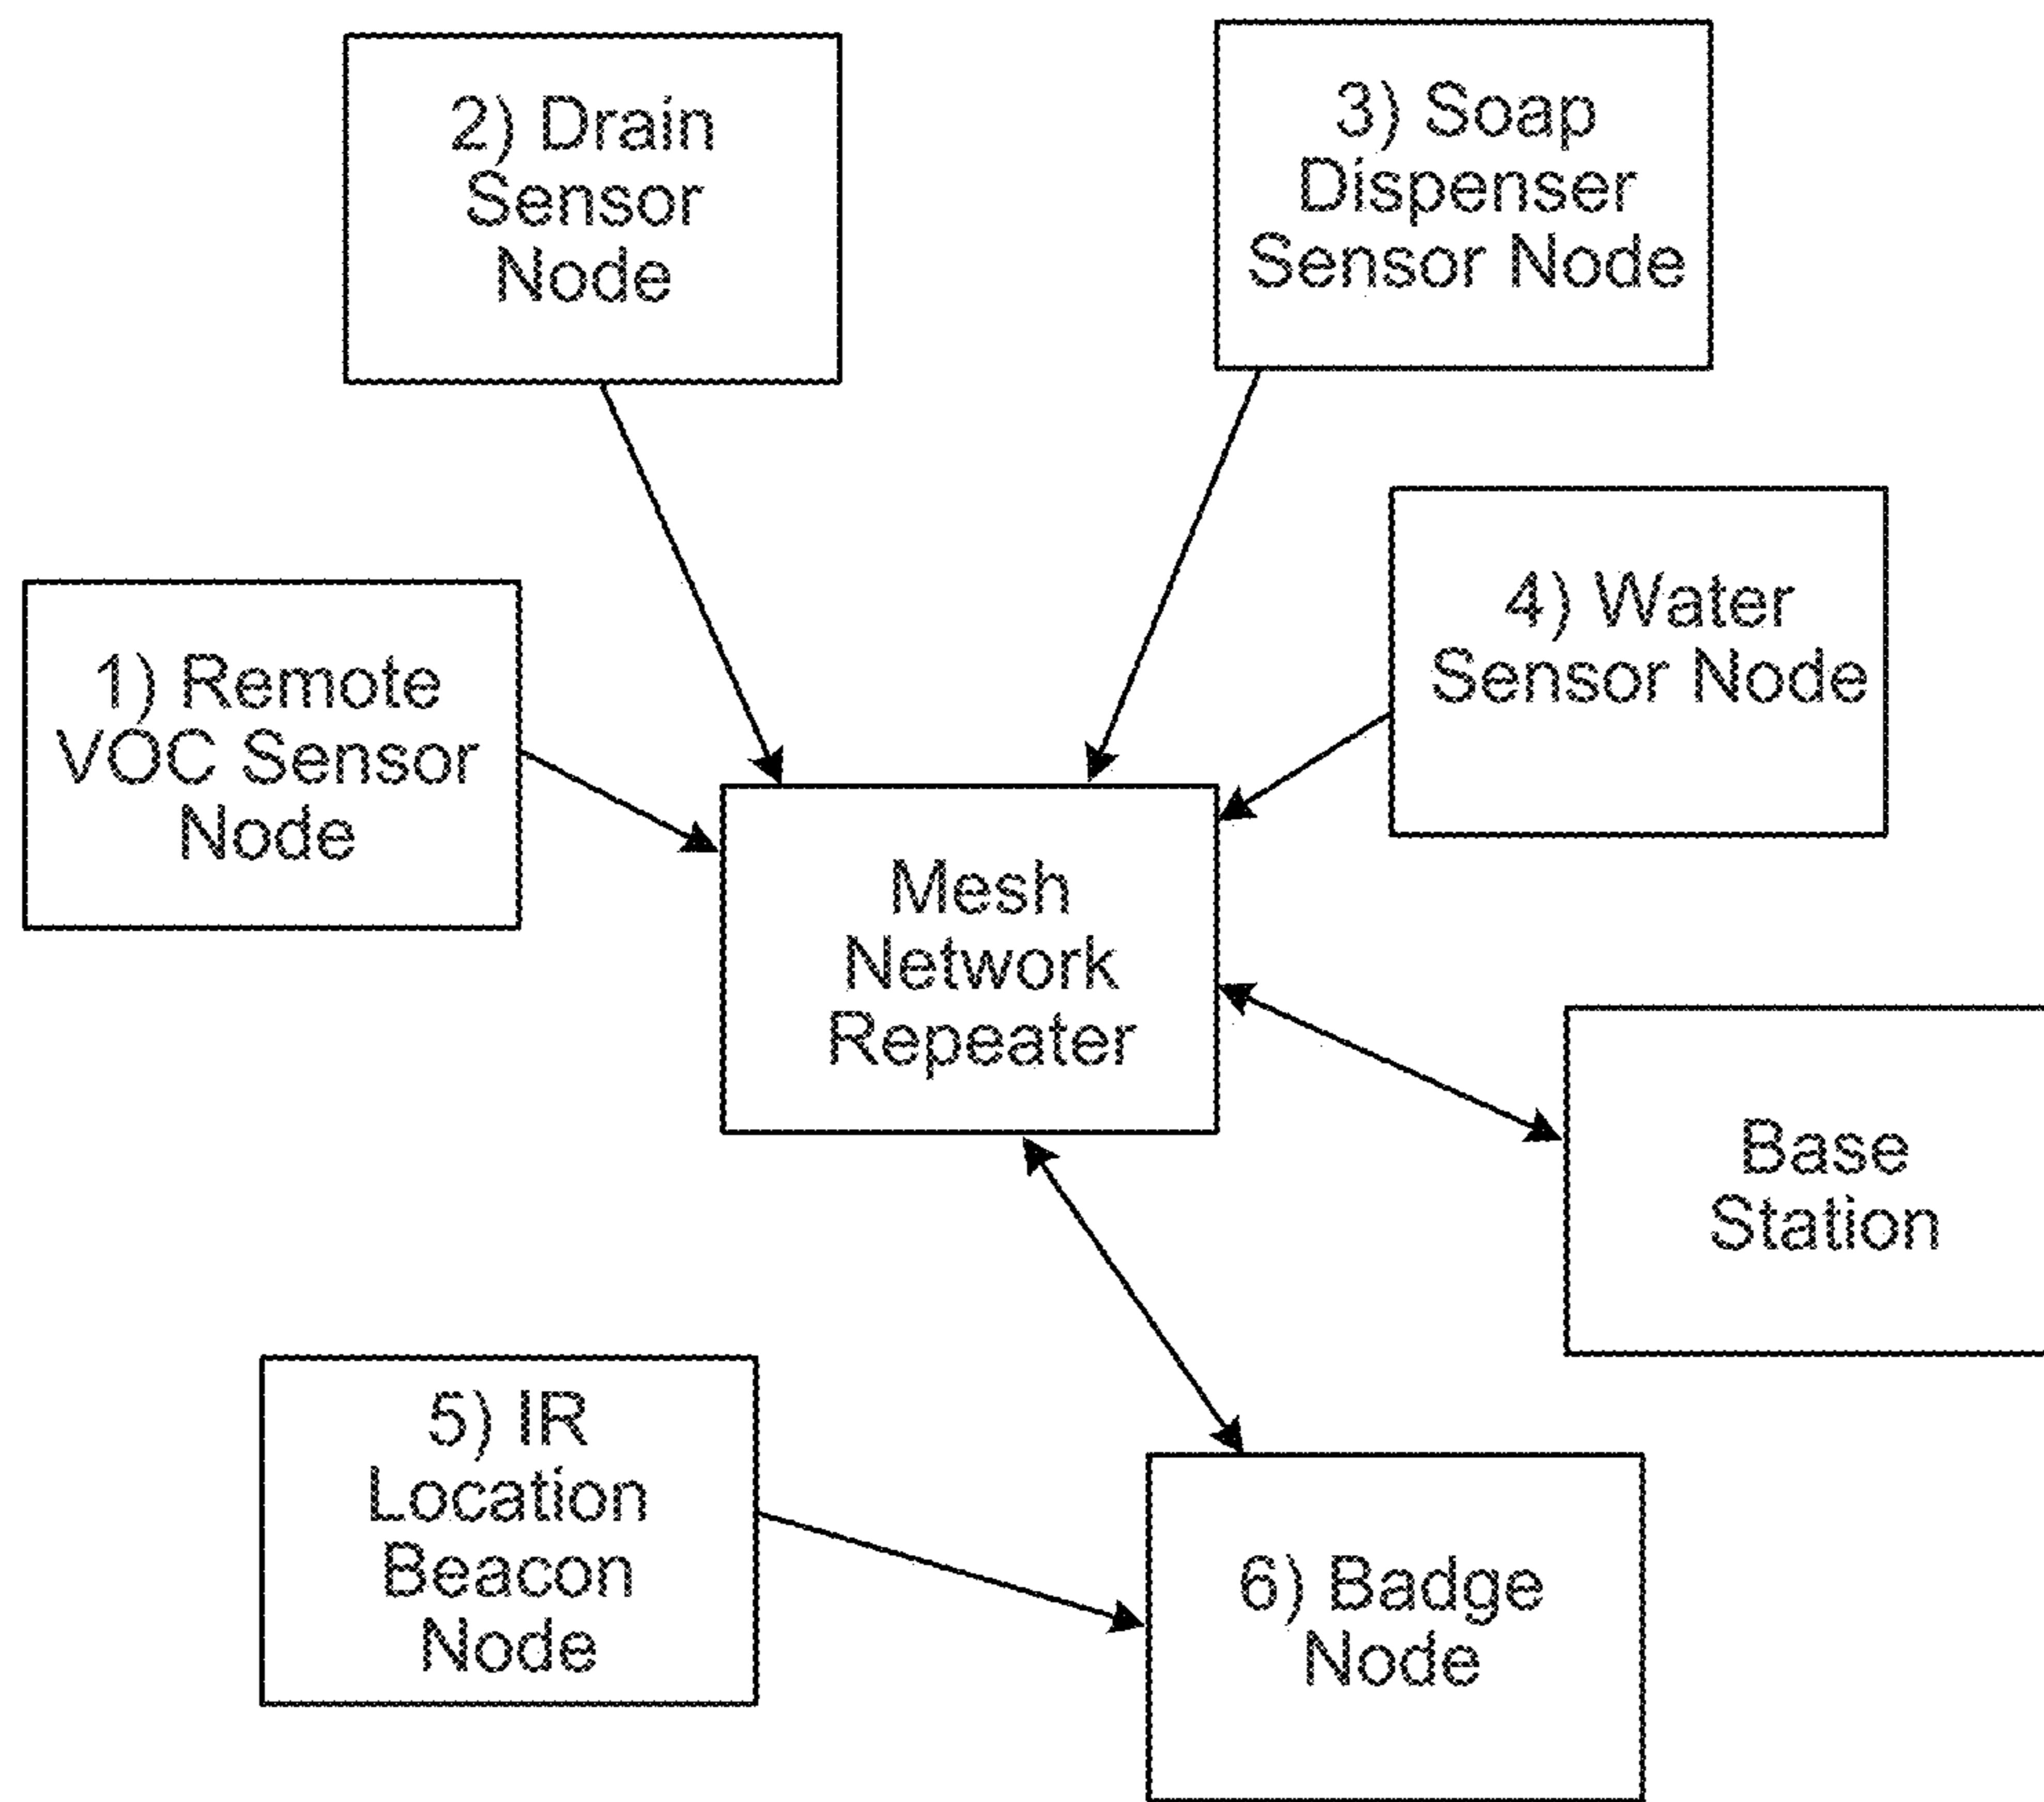 2) Drain
Sensor
Node
3) Soap
Dispenser
Sensor Node
1) Remote
VOC Sensor
Node
4) Water
Sensor Node
Mesh
Network
Repeater
Base
Station
5) IR
Location
Beacon
Node
6) Badge
Node